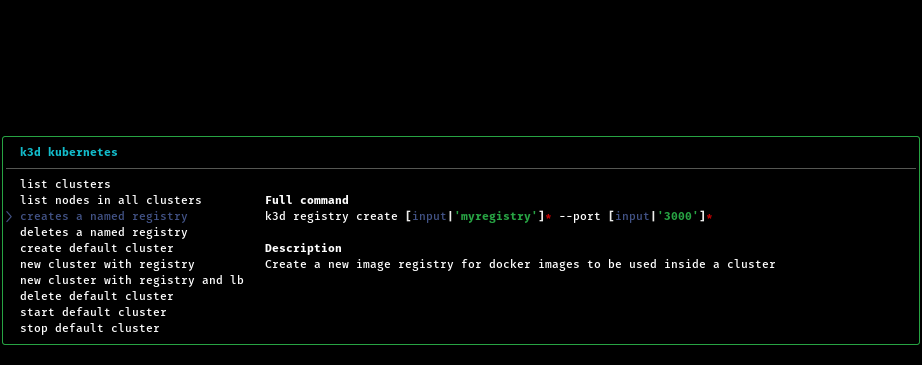 k3d kubernetes
list clusters
list nodes in all clusters
Full command
> creates a named registry
k3d registry create [input|'myregistry']* --port [input|'3000']*
deletes a named registry
create default cluster
Description
new cluster with registry
Create a new image registry for docker images to be used inside a cluster
new cluster with registry and lb
delete default cluster
start default cluster
stop default cluster